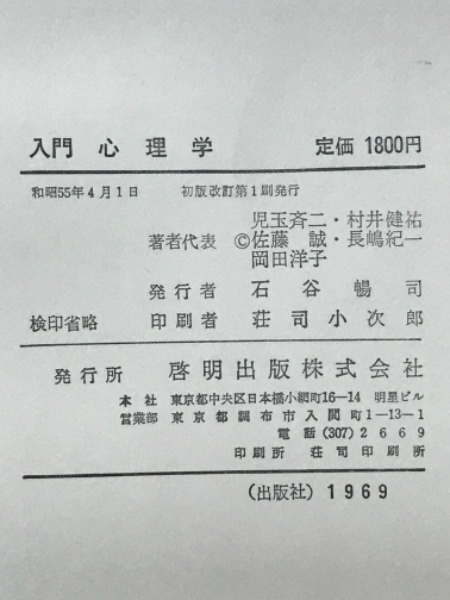 入門 心理学 定価 1800円
和昭55年4月1日 初版改訂第1刷発行
児玉斉二・村井健祐
著者代表 ©佐藤 誠・長嶋紀一
岡田洋子
発行者 石谷暢司
検印省略 印刷者 荘司小次郎
発行所 啓明出版株式会社
本社 東京都中央区日本橋小網町16-14 明星ビル
営業部 東京都調布市入間町1-13-1
電話(307)2669
印刷所 荘司印刷所
(出版社) 1969